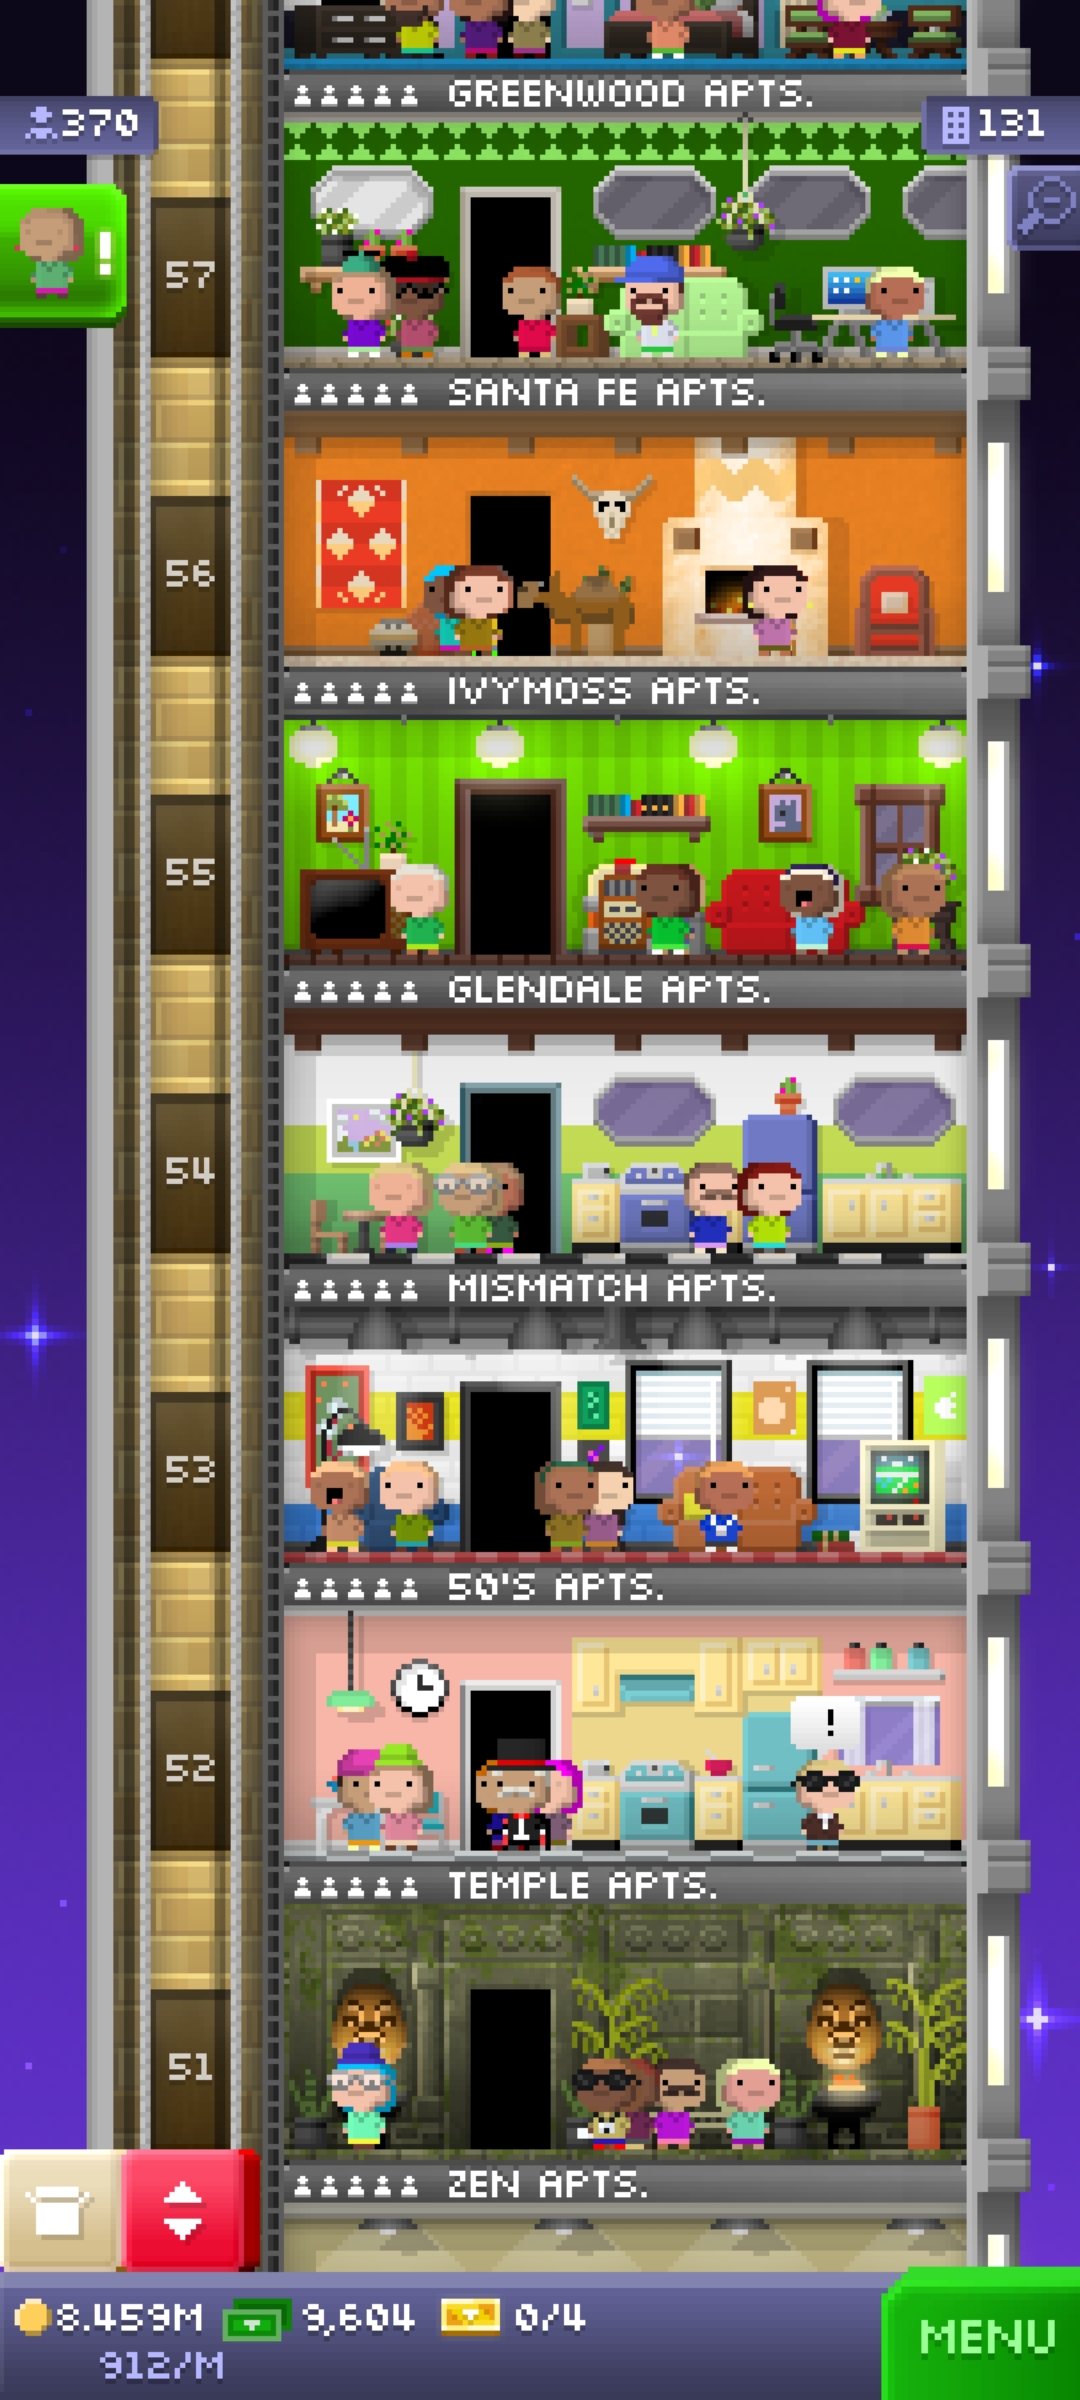 GREENWOOD APTS.
370
131
!
57
SANTA FE APTS.
56
IVYMOSS APTS.
55
GLENDALE APTS.
54
MISMATCH APTS.
53
50'S APTS.
!
52
TEMPLE APTS.
51
ZEN APTS.
8.459M 9,604 0/4
912/M
MENU